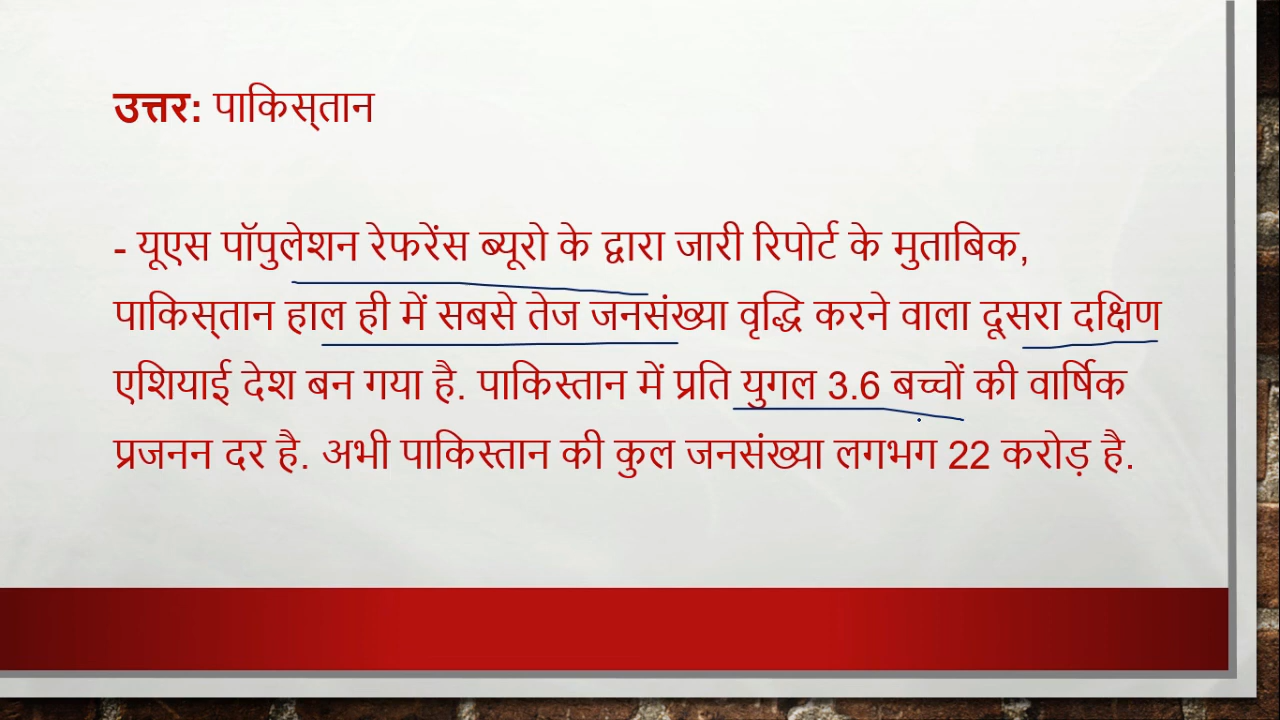 उत्तर: पाकिस्तान
- यूएस पॉपुलेशन रेफरेंस ब्यूरो के द्वारा जारी रिपोर्ट के मुताबिक,
पाकिस्तान हाल ही में सबसे तेज जनसंख्या वृद्धि करने वाला दूसरा दक्षिण
एशियाई देश बन गया है. पाकिस्तान में प्रति युगल 3.6 बच्चों की वार्षिक
प्रजनन दर है. अभी पाकिस्तान की कुल जनसंख्या लगभग 22 करोड़ है.